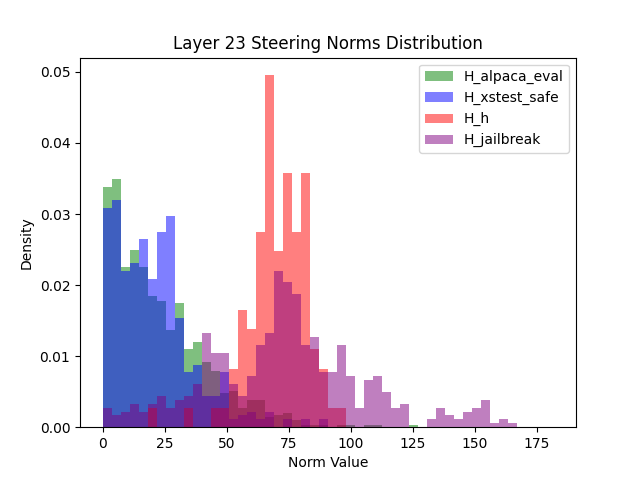 Layer 23 Steering Norms Distribution
H_alpaca_eval
H_xstest_safe
H_h
H_jailbreak
Density
0.05
0.04
0.03
0.02
0.01
0.00
0 25 50 75 100 125 150 175
Norm Value